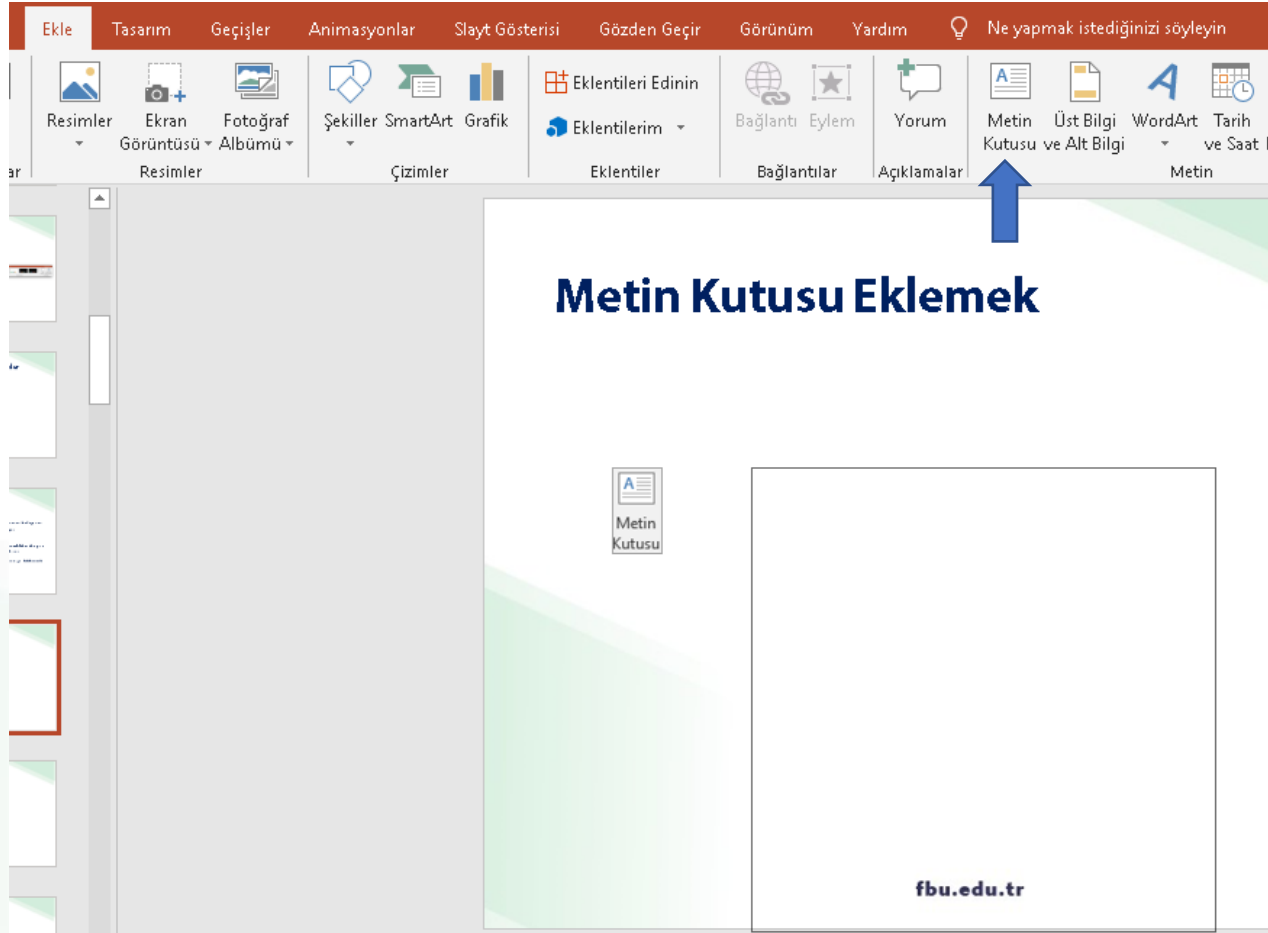 Ekle Tasarım Geçişler Animasyonlar Slayt Gösterisi Gözden Geçir Görünüm Yardım Ne yapmak istediğinizi söyleyin
Resimler Ekran Görüntüsü Fotoğraf Albümü Şekiller SmartArt Grafik
Eklentileri Edinin
Eklentilerim
Bağlantı Eylem Yorum
Metin Kutusu Üst Bilgi ve Alt Bilgi WordArt Tarih ve Saat
Resimler Çizimler Eklentiler Bağlantılar Açıklamalar Metin
Metin Kutusu Eklemek
Metin
Kutusu
fbu.edu.tr